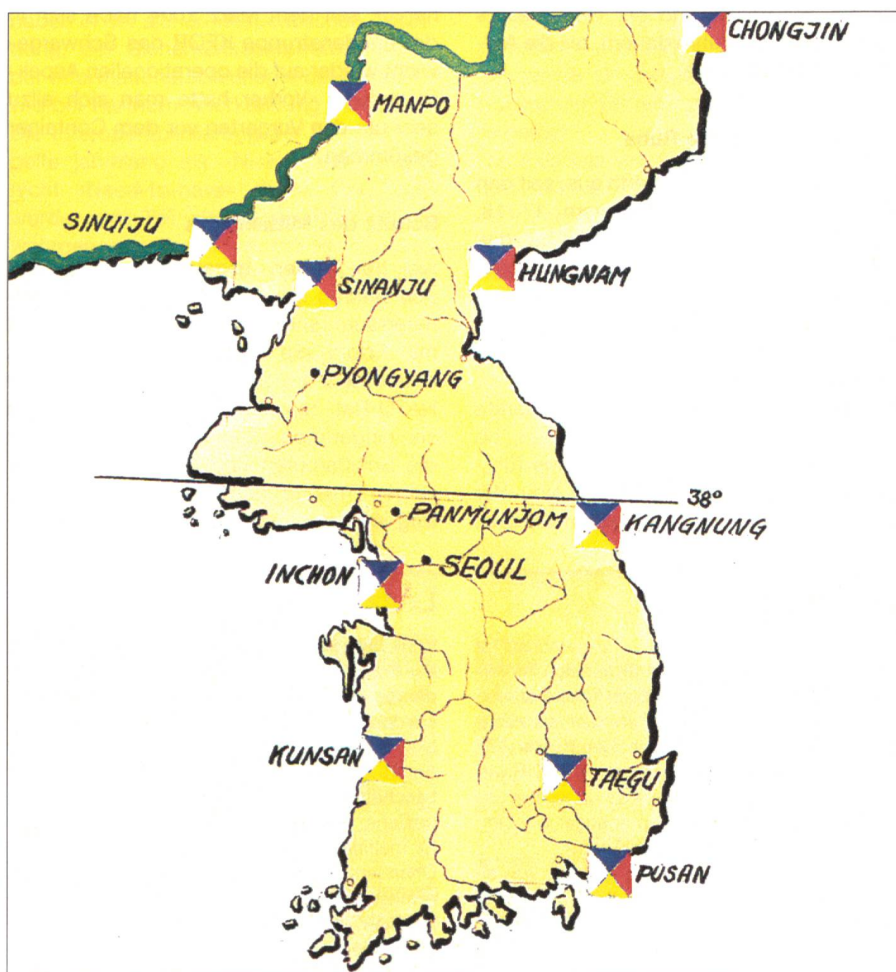 CHONGJIN
MANPO
SINUIJU
SINANJU
HUNGNAM
PYONGYANG
38°
PANMUNJOM
KANGNUNG
INCHON
SEOUL
KUNSAN
TAEGU
PUSAN